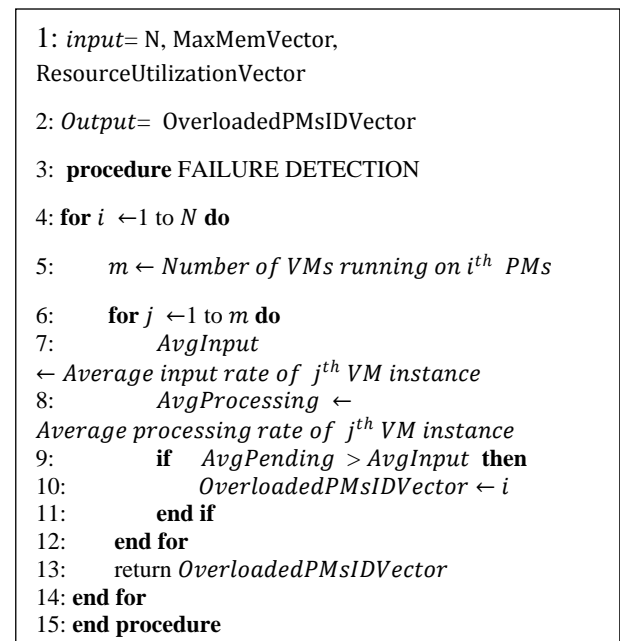 1: input= N, MaxMemVector,
ResourceUtilizationVector
2: Output= OverloadedPMsIDVector
3: procedure FAILURE DETECTION
4: for i ←1 to N do
5: m ← Number of VMs running on iᵗʰ PMs
6: for j ←1 to m do
7: AvgInput
← Average input rate of jᵗʰ VM instance
8: AvgProcessing ←
Average processing rate of jᵗʰ VM instance
9: if AvgPending > AvgInput then
10: OverloadedPMsIDVector ← i
11: end if
12: end for
13: return OverloadedPMsIDVector
14: end for
15: end procedure